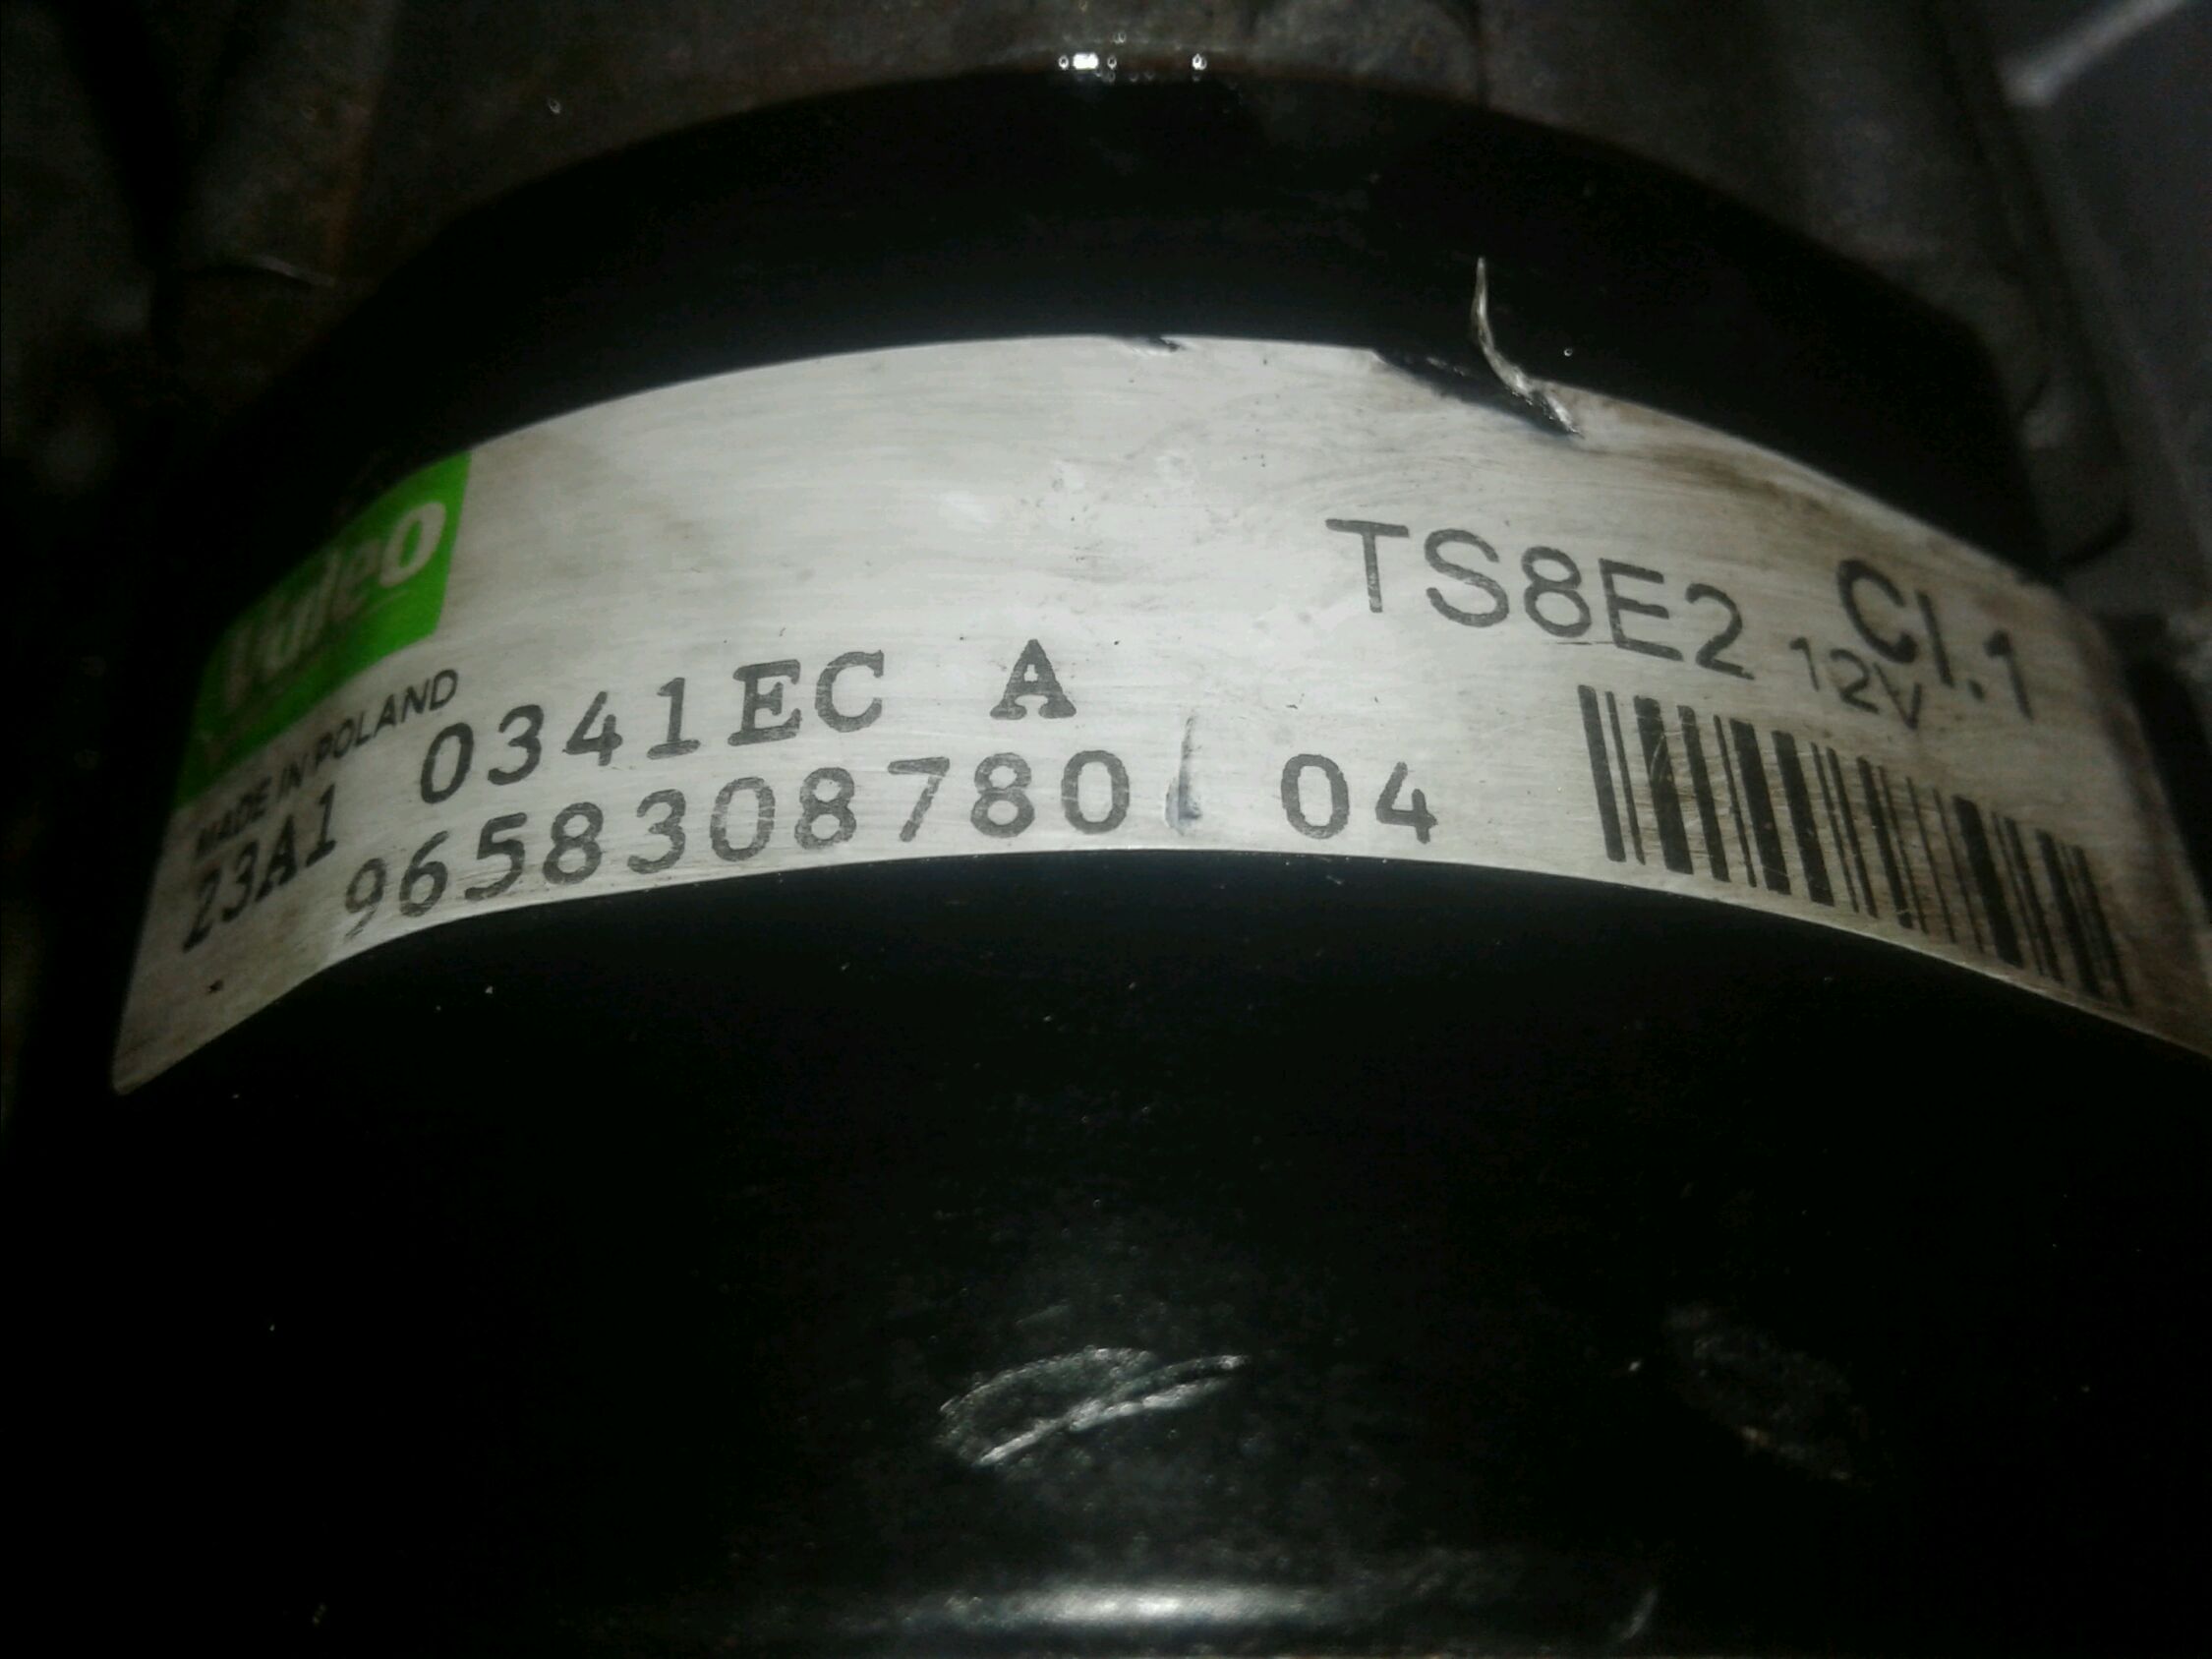 Valeo
MADE IN POLAND
TS8E2 Cl.1
12V
23A1 0341EC A
9658308780 04